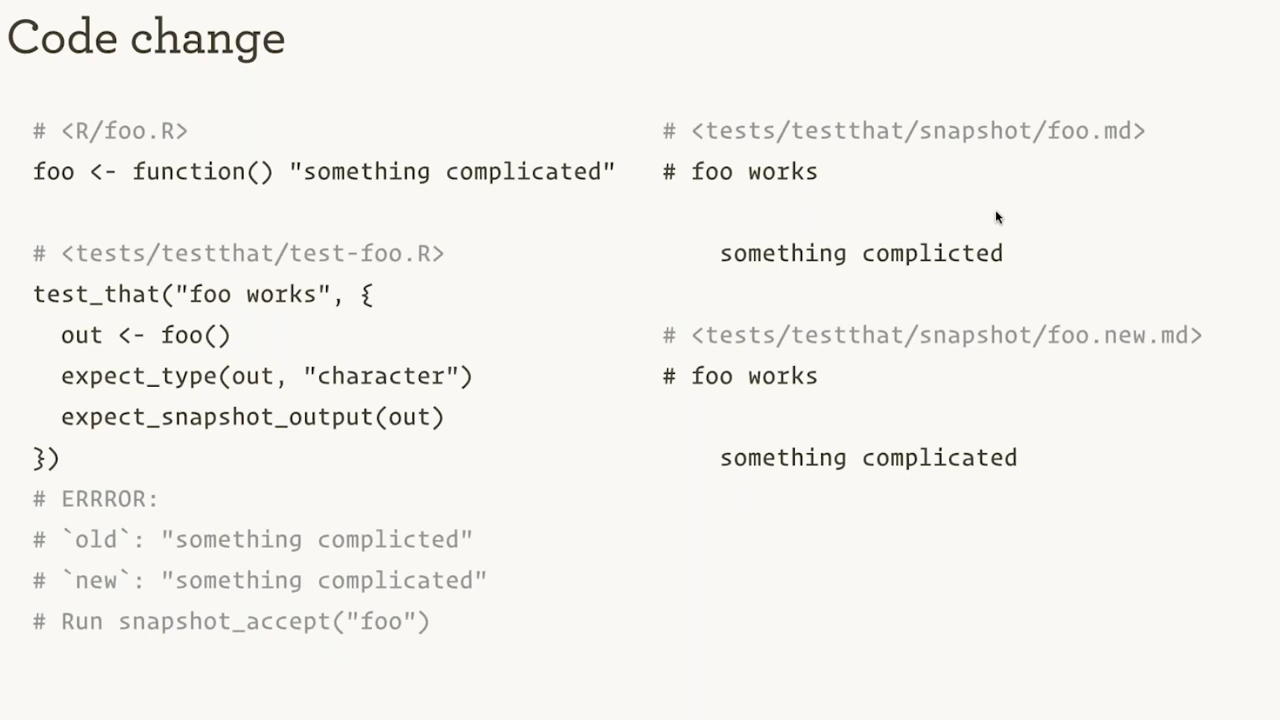 Code change
# <R/foo.R>
foo <- function() "something complicated"
# <tests/testthat/test-foo.R>
test_that("foo works", {
  out <- foo()
  expect_type(out, "character")
  expect_snapshot_output(out)
})
# ERRROR:
# `old`: "something complicted"
# `new`: "something complicated"
# Run snapshot_accept("foo")
# <tests/testthat/snapshot/foo.md>
# foo works
    something complicted
# <tests/testthat/snapshot/foo.new.md>
# foo works
    something complicated